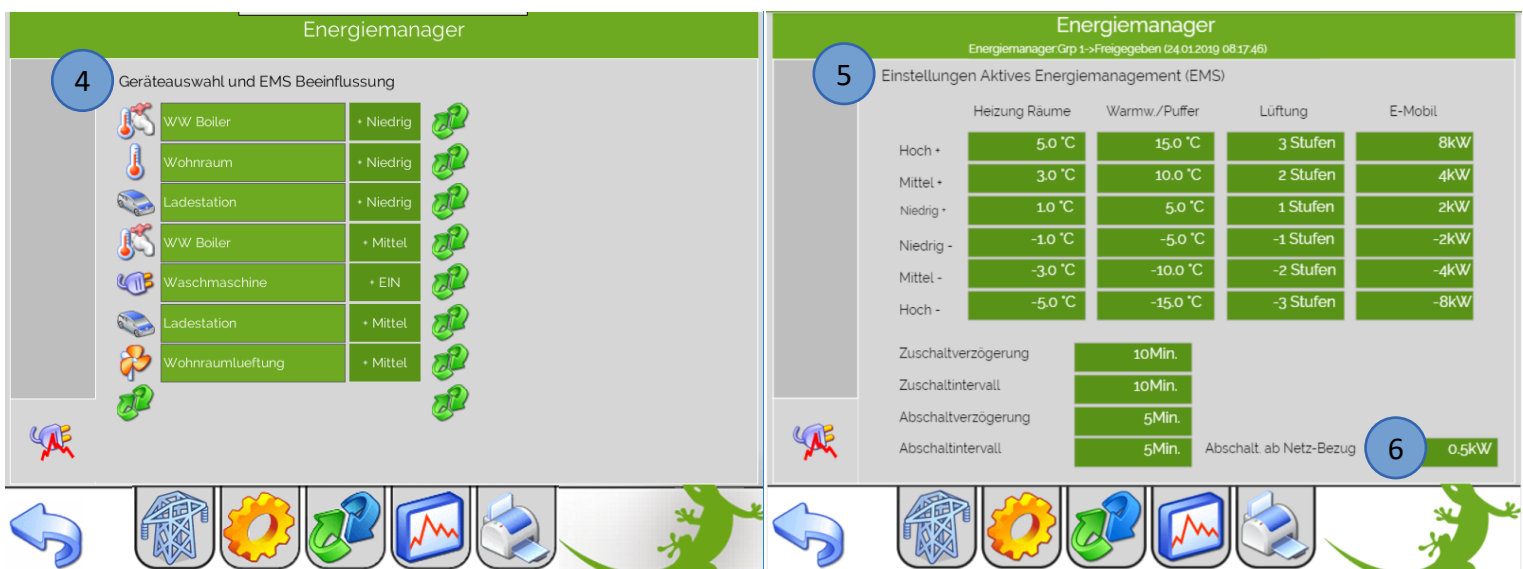 Energiemanager
4
Geräteauswahl und EMS Beeinflussung
WW Boiler + Niedrig
Wohnraum + Niedrig
Ladestation + Niedrig
WW Boiler + Mittel
Waschmaschine + EIN
Ladestation + Mittel
Wohnraumlueftung + Mittel
Energiemanager
Energiemanager:Grp 1->Freigegeben (24.01.2019 08:17:46)
5
Einstellungen Aktives Energiemanagement (EMS)
Heizung Räume Warmw./Puffer Lüftung E-Mobil
Hoch + 5.0 °C 15.0 °C 3 Stufen 8kW
Mittel + 3.0 °C 10.0 °C 2 Stufen 4kW
Niedrig + 1.0 °C 5.0 °C 1 Stufen 2kW
Niedrig - -1.0 °C -5.0 °C -1 Stufen -2kW
Mittel - -3.0 °C -10.0 °C -2 Stufen -4kW
Hoch - -5.0 °C -15.0 °C -3 Stufen -8kW
Zuschaltverzögerung 10Min.
Zuschaltintervall 10Min.
Abschaltverzögerung 5Min.
Abschaltintervall 5Min. Abschalt. ab Netz-Bezug 6 0.5kW